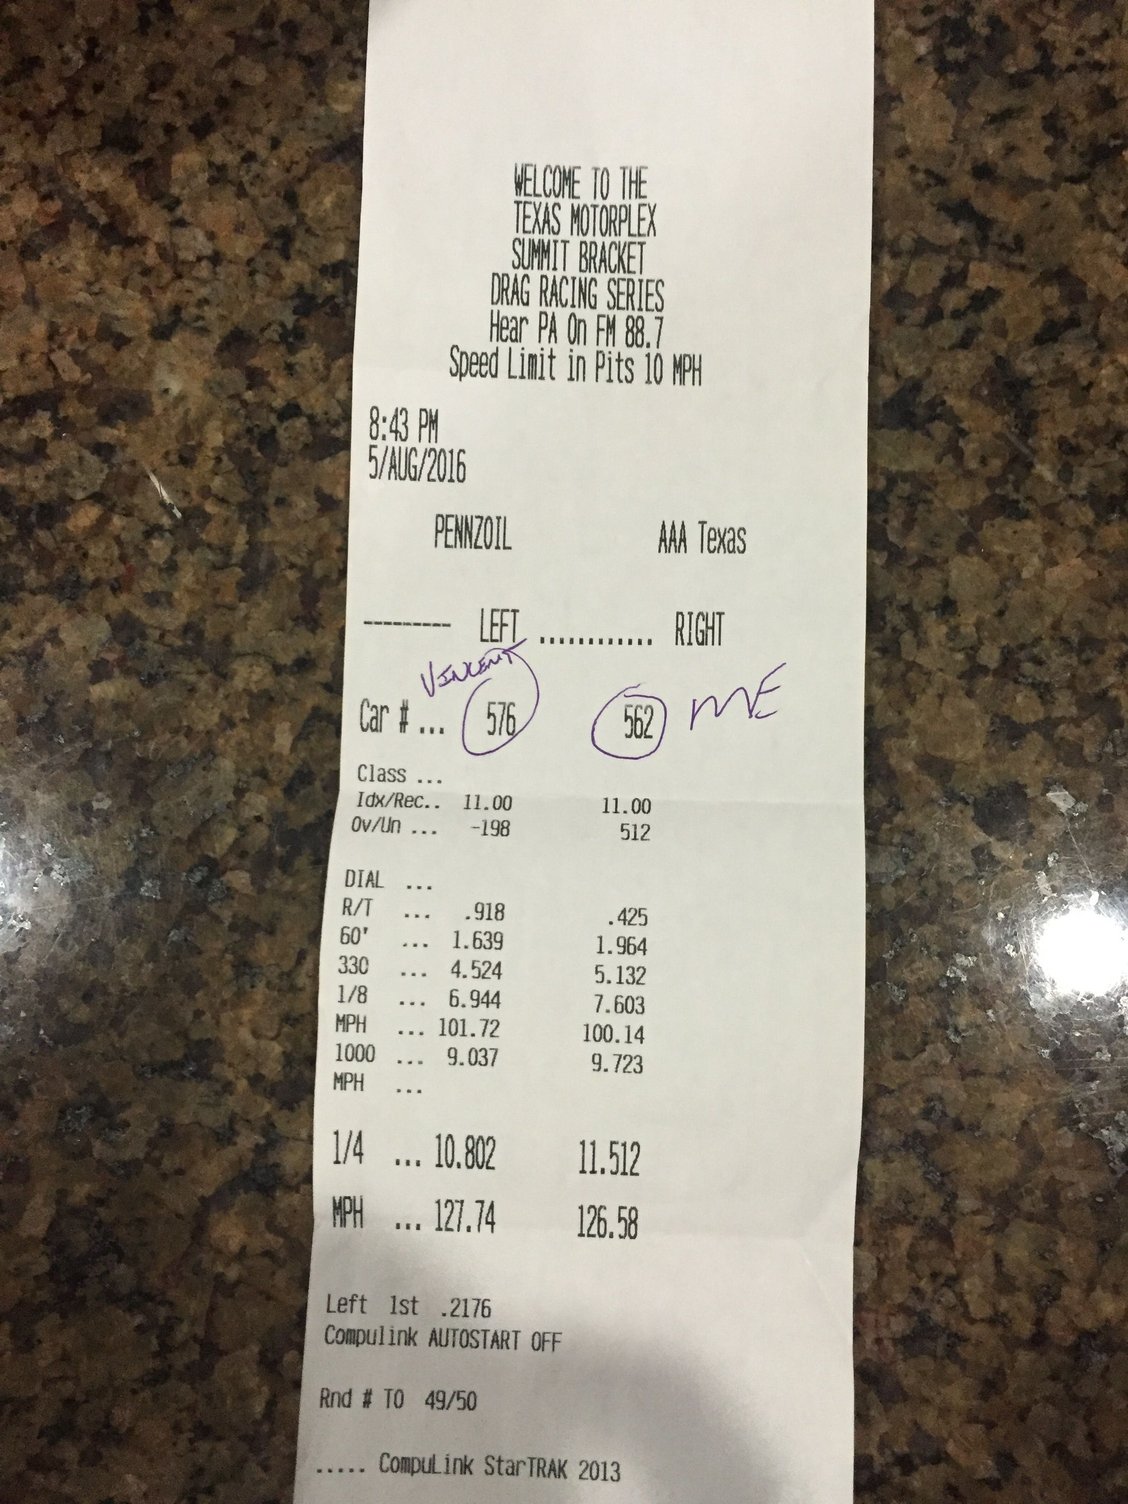 WELCOME TO THE
TEXAS MOTORPLEX
SUMMIT BRACKET
DRAG RACING SERIES
Hear PA On FM 88.7
Speed Limit in Pits 10 MPH
8:43 PM
5/AUG/2016
PENNZOIL AAA Texas
--------- LEFT ............ RIGHT
VINCENT
Car # ... 576 562 ME
Class ...
Idx/Rec.. 11.00 11.00
Ov/Un ... -198 512
DIAL ...
R/T ... .918 .425
60' ... 1.639 1.964
330 ... 4.524 5.132
1/8 ... 6.944 7.603
MPH ... 101.72 100.14
1000 ... 9.037 9.723
MPH ...
1/4 ... 10.802 11.512
MPH ... 127.74 126.58
Left 1st .2176
Compulink AUTOSTART OFF
Rnd # TO 49/50
..... CompuLink StarTRAK 2013